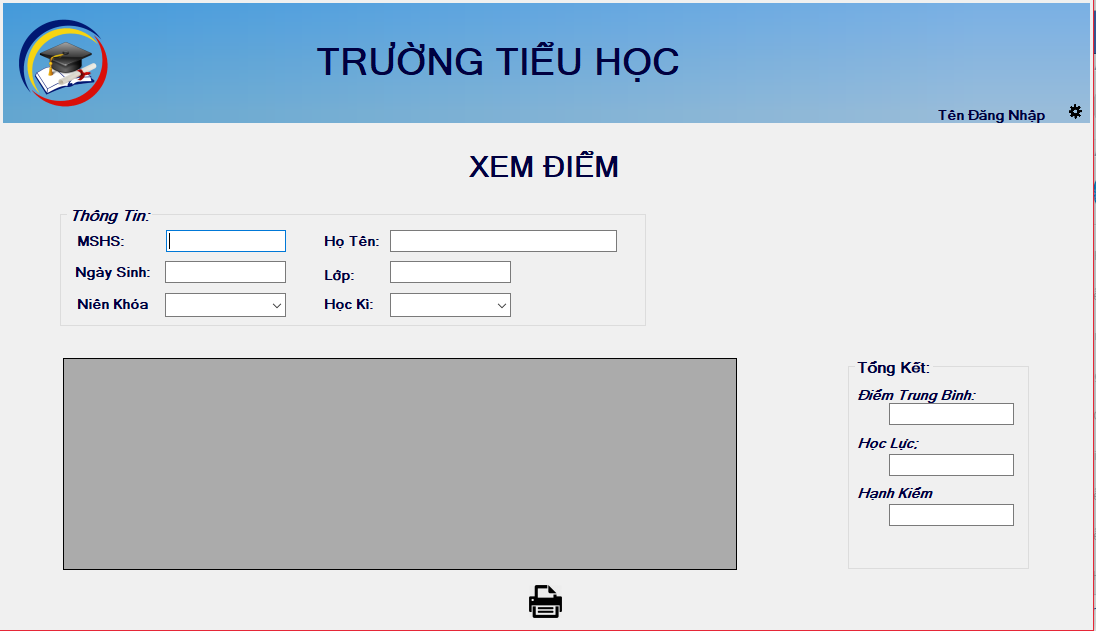 TRƯỜNG TIỂU HỌC
Tên Đăng Nhập
XEM ĐIỂM
Thông Tin:
MSHS:
Họ Tên:
Ngày Sinh:
Lớp:
Niên Khóa
Học Kì:
Tổng Kết:
Điểm Trung Bình:
Học Lực;
Hạnh Kiểm